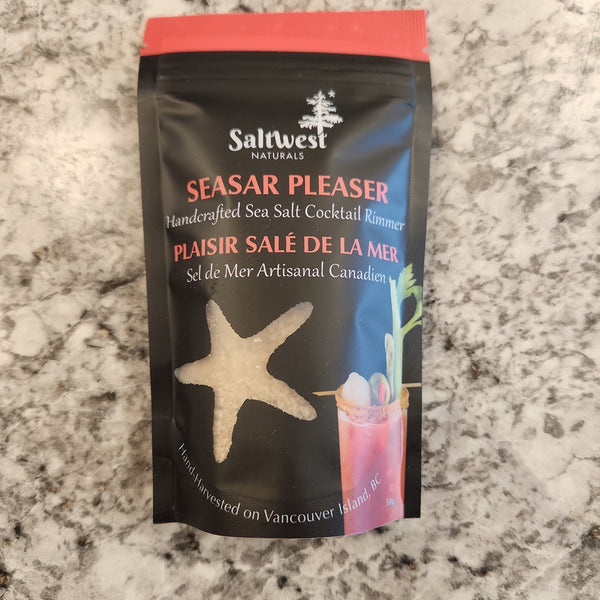 SaltWest
NATURALS
SEASAR PLEASER
Handcrafted Sea Salt Cocktail Rimmer
PLAISIR SALÉ DE LA MER
Sel de Mer Artisanal Canadien
Hand-Harvested on Vancouver Island, BC